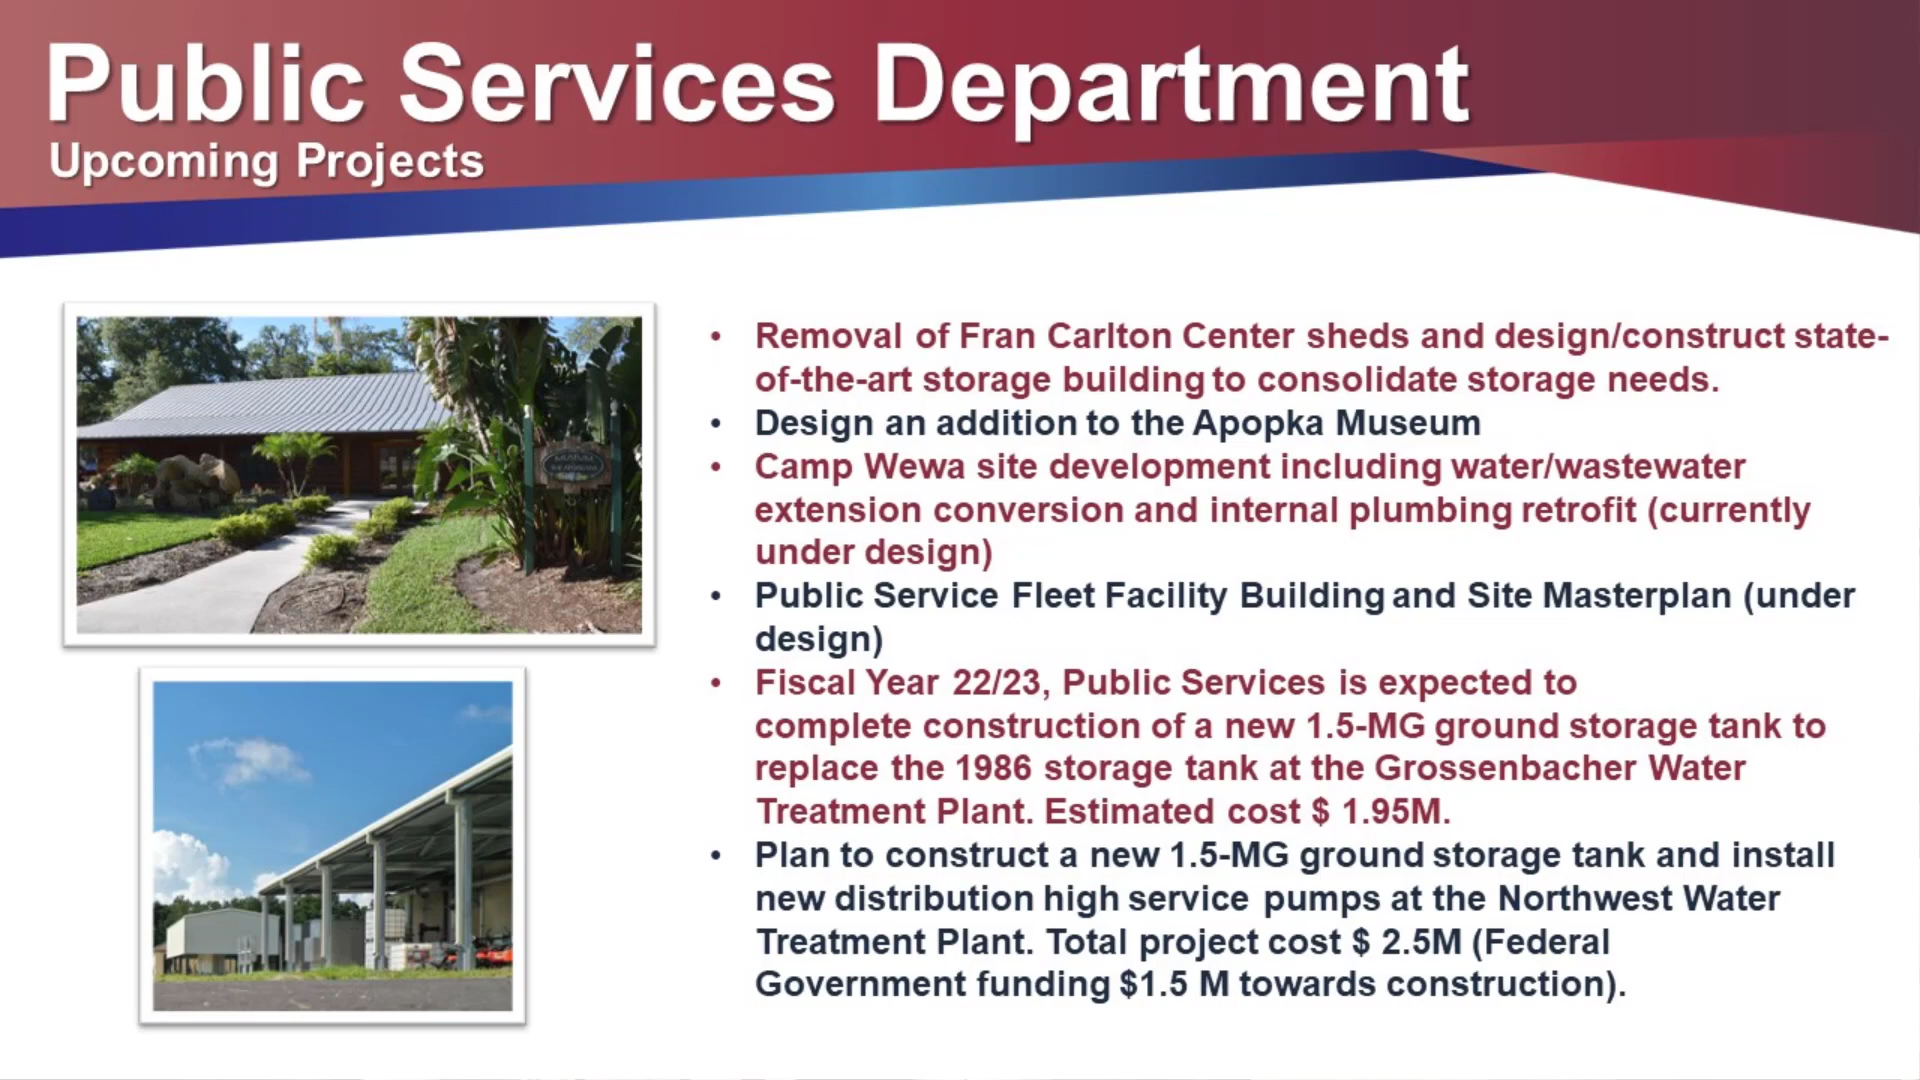 Public Services Department
Upcoming Projects
• Removal of Fran Carlton Center sheds and design/construct state-
of-the-art storage building to consolidate storage needs.
• Design an addition to the Apopka Museum
• Camp Wewa site development including water/wastewater
extension conversion and internal plumbing retrofit (currently
under design)
• Public Service Fleet Facility Building and Site Masterplan (under
design)
• Fiscal Year 22/23, Public Services is expected to
complete construction of a new 1.5-MG ground storage tank to
replace the 1986 storage tank at the Grossenbacher Water
Treatment Plant. Estimated cost $ 1.95M.
• Plan to construct a new 1.5-MG ground storage tank and install
new distribution high service pumps at the Northwest Water
Treatment Plant. Total project cost $ 2.5M (Federal
Government funding $1.5 M towards construction).
MUSEUM